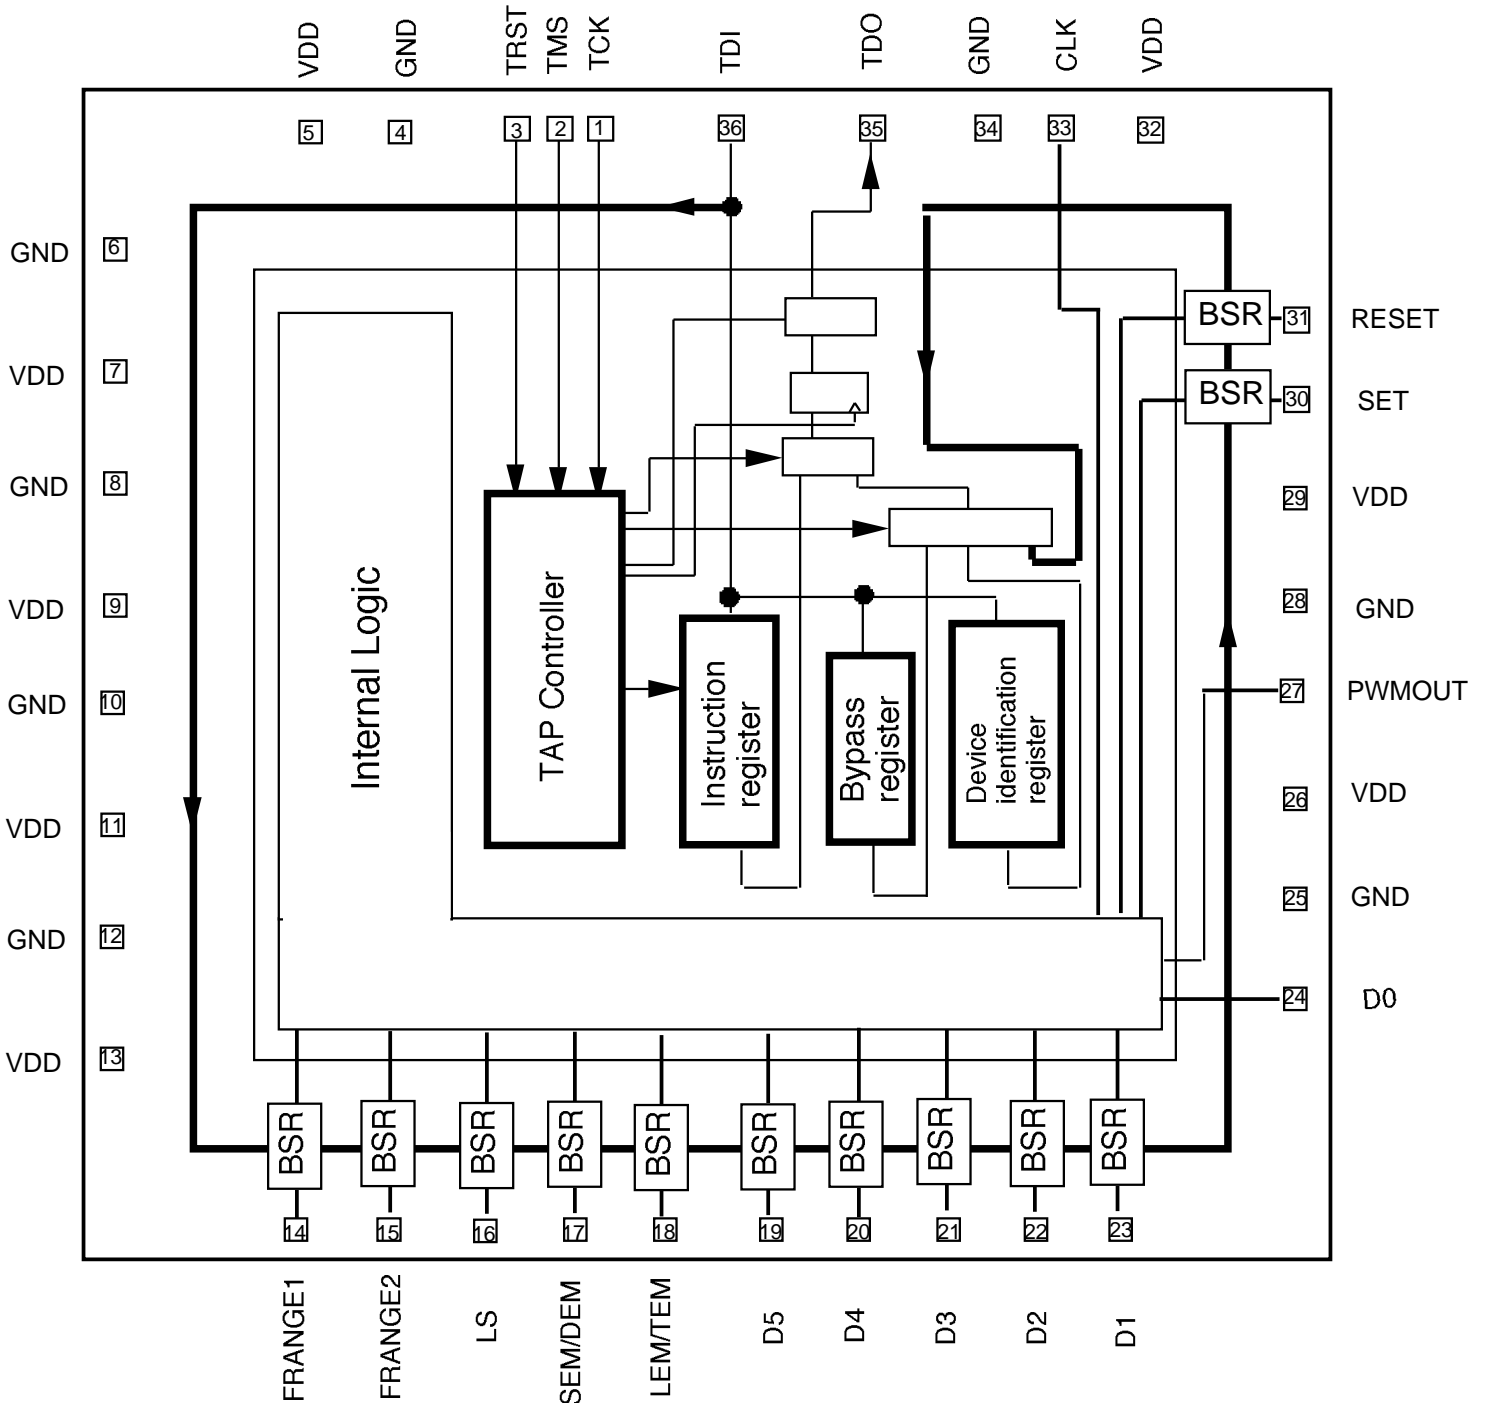 VDD
GND
TRST
TMS
TCK
TDI
TDO
GND
CLK
VDD
5
4
3
2
1
36
35
34
33
32
GND 6
VDD 7
GND 8
VDD 9
GND 10
VDD 11
GND 12
VDD 13
BSR 31 RESET
BSR 30 SET
29 VDD
28 GND
27 PWMOUT
26 VDD
25 GND
24 D0
Internal Logic
TAP Controller
Instruction
register
Bypass
register
Device
identification
register
BSR
BSR
BSR
BSR
BSR
BSR
BSR
BSR
BSR
BSR
14
15
16
17
18
19
20
21
22
23
FRANGE1
FRANGE2
LS
SEM/DEM
LEM/TEM
D5
D4
D3
D2
D1